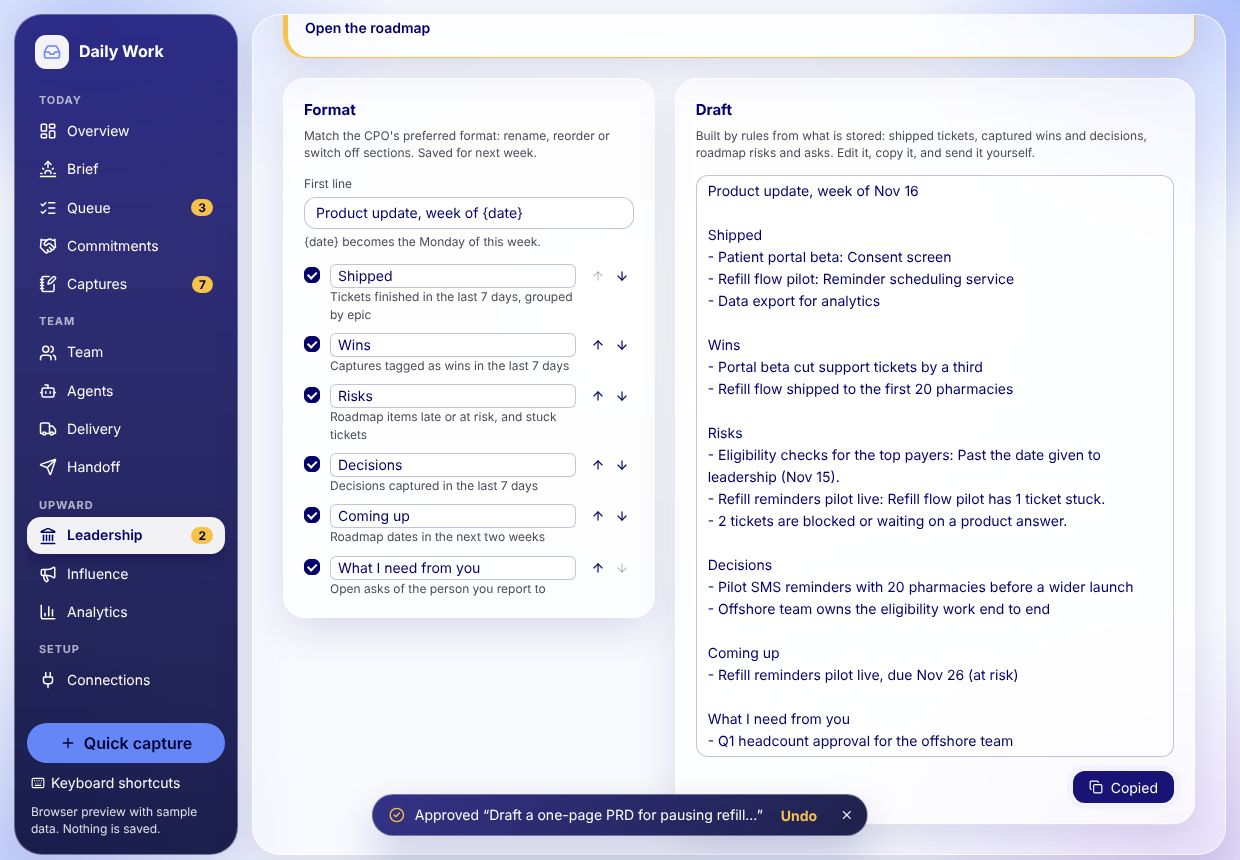 Daily Work
TODAY
Overview
Brief
Queue 3
Commitments
Captures 7
TEAM
Team
Agents
Delivery
Handoff
UPWARD
Leadership 2
Influence
Analytics
SETUP
Connections
+ Quick capture
Keyboard shortcuts
Browser preview with sample
data. Nothing is saved.
Open the roadmap
Format
Match the CPO's preferred format: rename, reorder or
switch off sections. Saved for next week.
First line
Product update, week of {date}
{date} becomes the Monday of this week.
Shipped
Tickets finished in the last 7 days, grouped
by epic
Wins
Captures tagged as wins in the last 7 days
Risks
Roadmap items late or at risk, and stuck
tickets
Decisions
Decisions captured in the last 7 days
Coming up
Roadmap dates in the next two weeks
What I need from you
Open asks of the person you report to
Draft
Built by rules from what is stored: shipped tickets, captured wins and decisions,
roadmap risks and asks. Edit it, copy it, and send it yourself.
Product update, week of Nov 16
Shipped
- Patient portal beta: Consent screen
- Refill flow pilot: Reminder scheduling service
- Data export for analytics
Wins
- Portal beta cut support tickets by a third
- Refill flow shipped to the first 20 pharmacies
Risks
- Eligibility checks for the top payers: Past the date given to
leadership (Nov 15).
- Refill reminders pilot live: Refill flow pilot has 1 ticket stuck.
- 2 tickets are blocked or waiting on a product answer.
Decisions
- Pilot SMS reminders with 20 pharmacies before a wider launch
- Offshore team owns the eligibility work end to end
Coming up
- Refill reminders pilot live, due Nov 26 (at risk)
What I need from you
- Q1 headcount approval for the offshore team
Copied
Approved “Draft a one-page PRD for pausing refill…” Undo